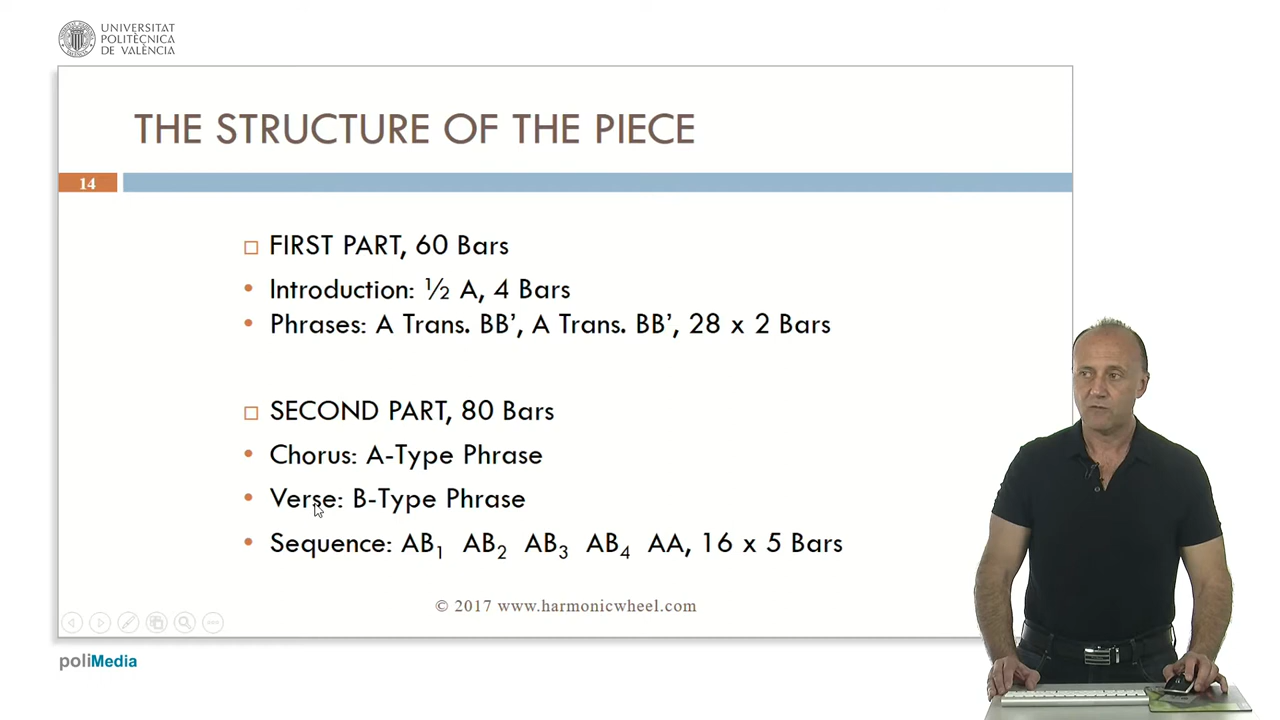 UNIVERSITAT
POLITÈCNICA
DE VALÈNCIA
THE STRUCTURE OF THE PIECE
14
FIRST PART, 60 Bars
Introduction: ½ A, 4 Bars
Phrases: A Trans. BB’, A Trans. BB’, 28 x 2 Bars
SECOND PART, 80 Bars
Chorus: A-Type Phrase
Verse: B-Type Phrase
Sequence: AB₁ AB₂ AB₃ AB₄ AA, 16 x 5 Bars
© 2017 www.harmonicwheel.com
poliMedia